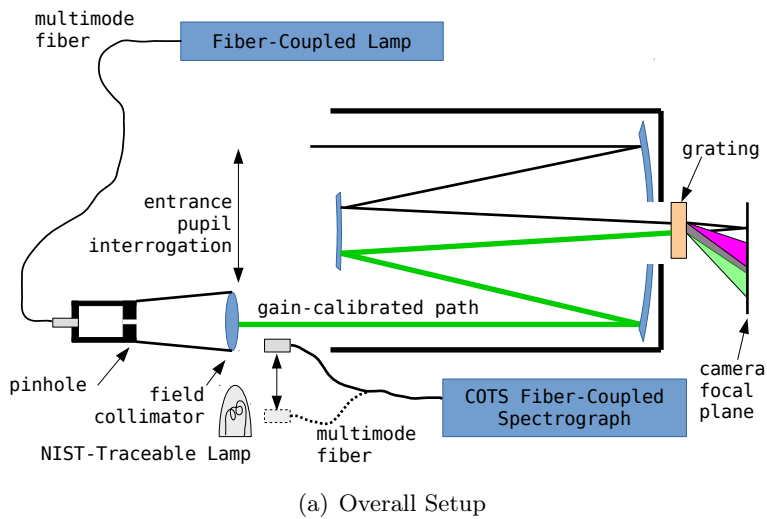 multimode
fiber
Fiber-Coupled Lamp
grating
entrance
pupil
interrogation
gain-calibrated path
pinhole
field
collimator
camera
focal
plane
COTS Fiber-Coupled
Spectrograph
multimode
fiber
NIST-Traceable Lamp
(a) Overall Setup